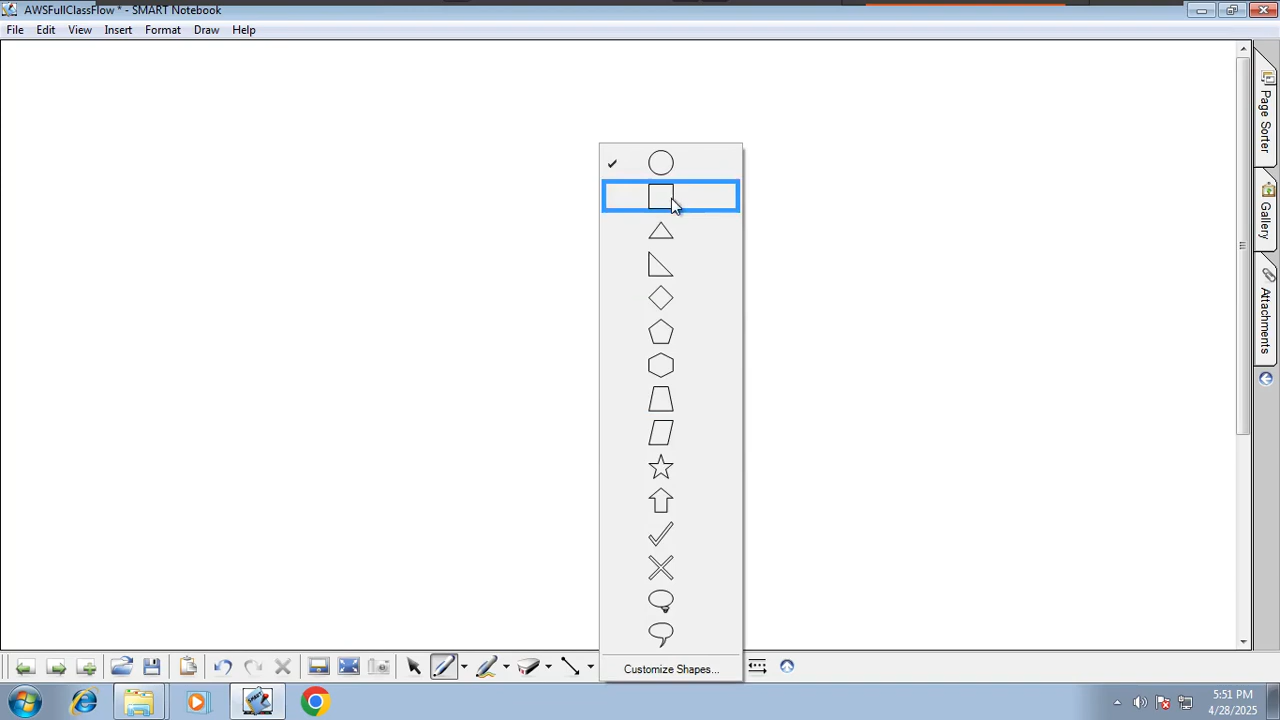 AWSFullClassFlow * - SMART Notebook
File Edit View Insert Format Draw Help
Page Sorter
Gallery
Attachments
Customize Shapes...
5:51 PM
4/28/2025